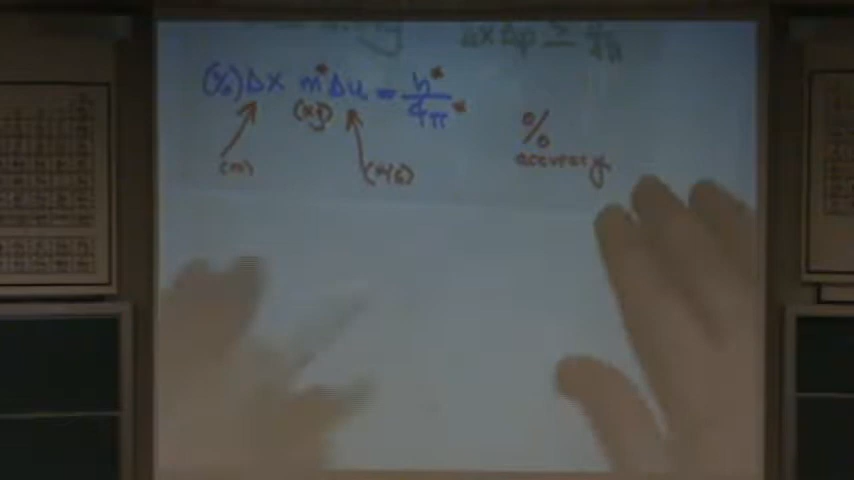 Δx Δp ≥ h/4π
(%)Δx m*Δu = h*/4π*
(m) (kg) (m/s)
%
accuracy